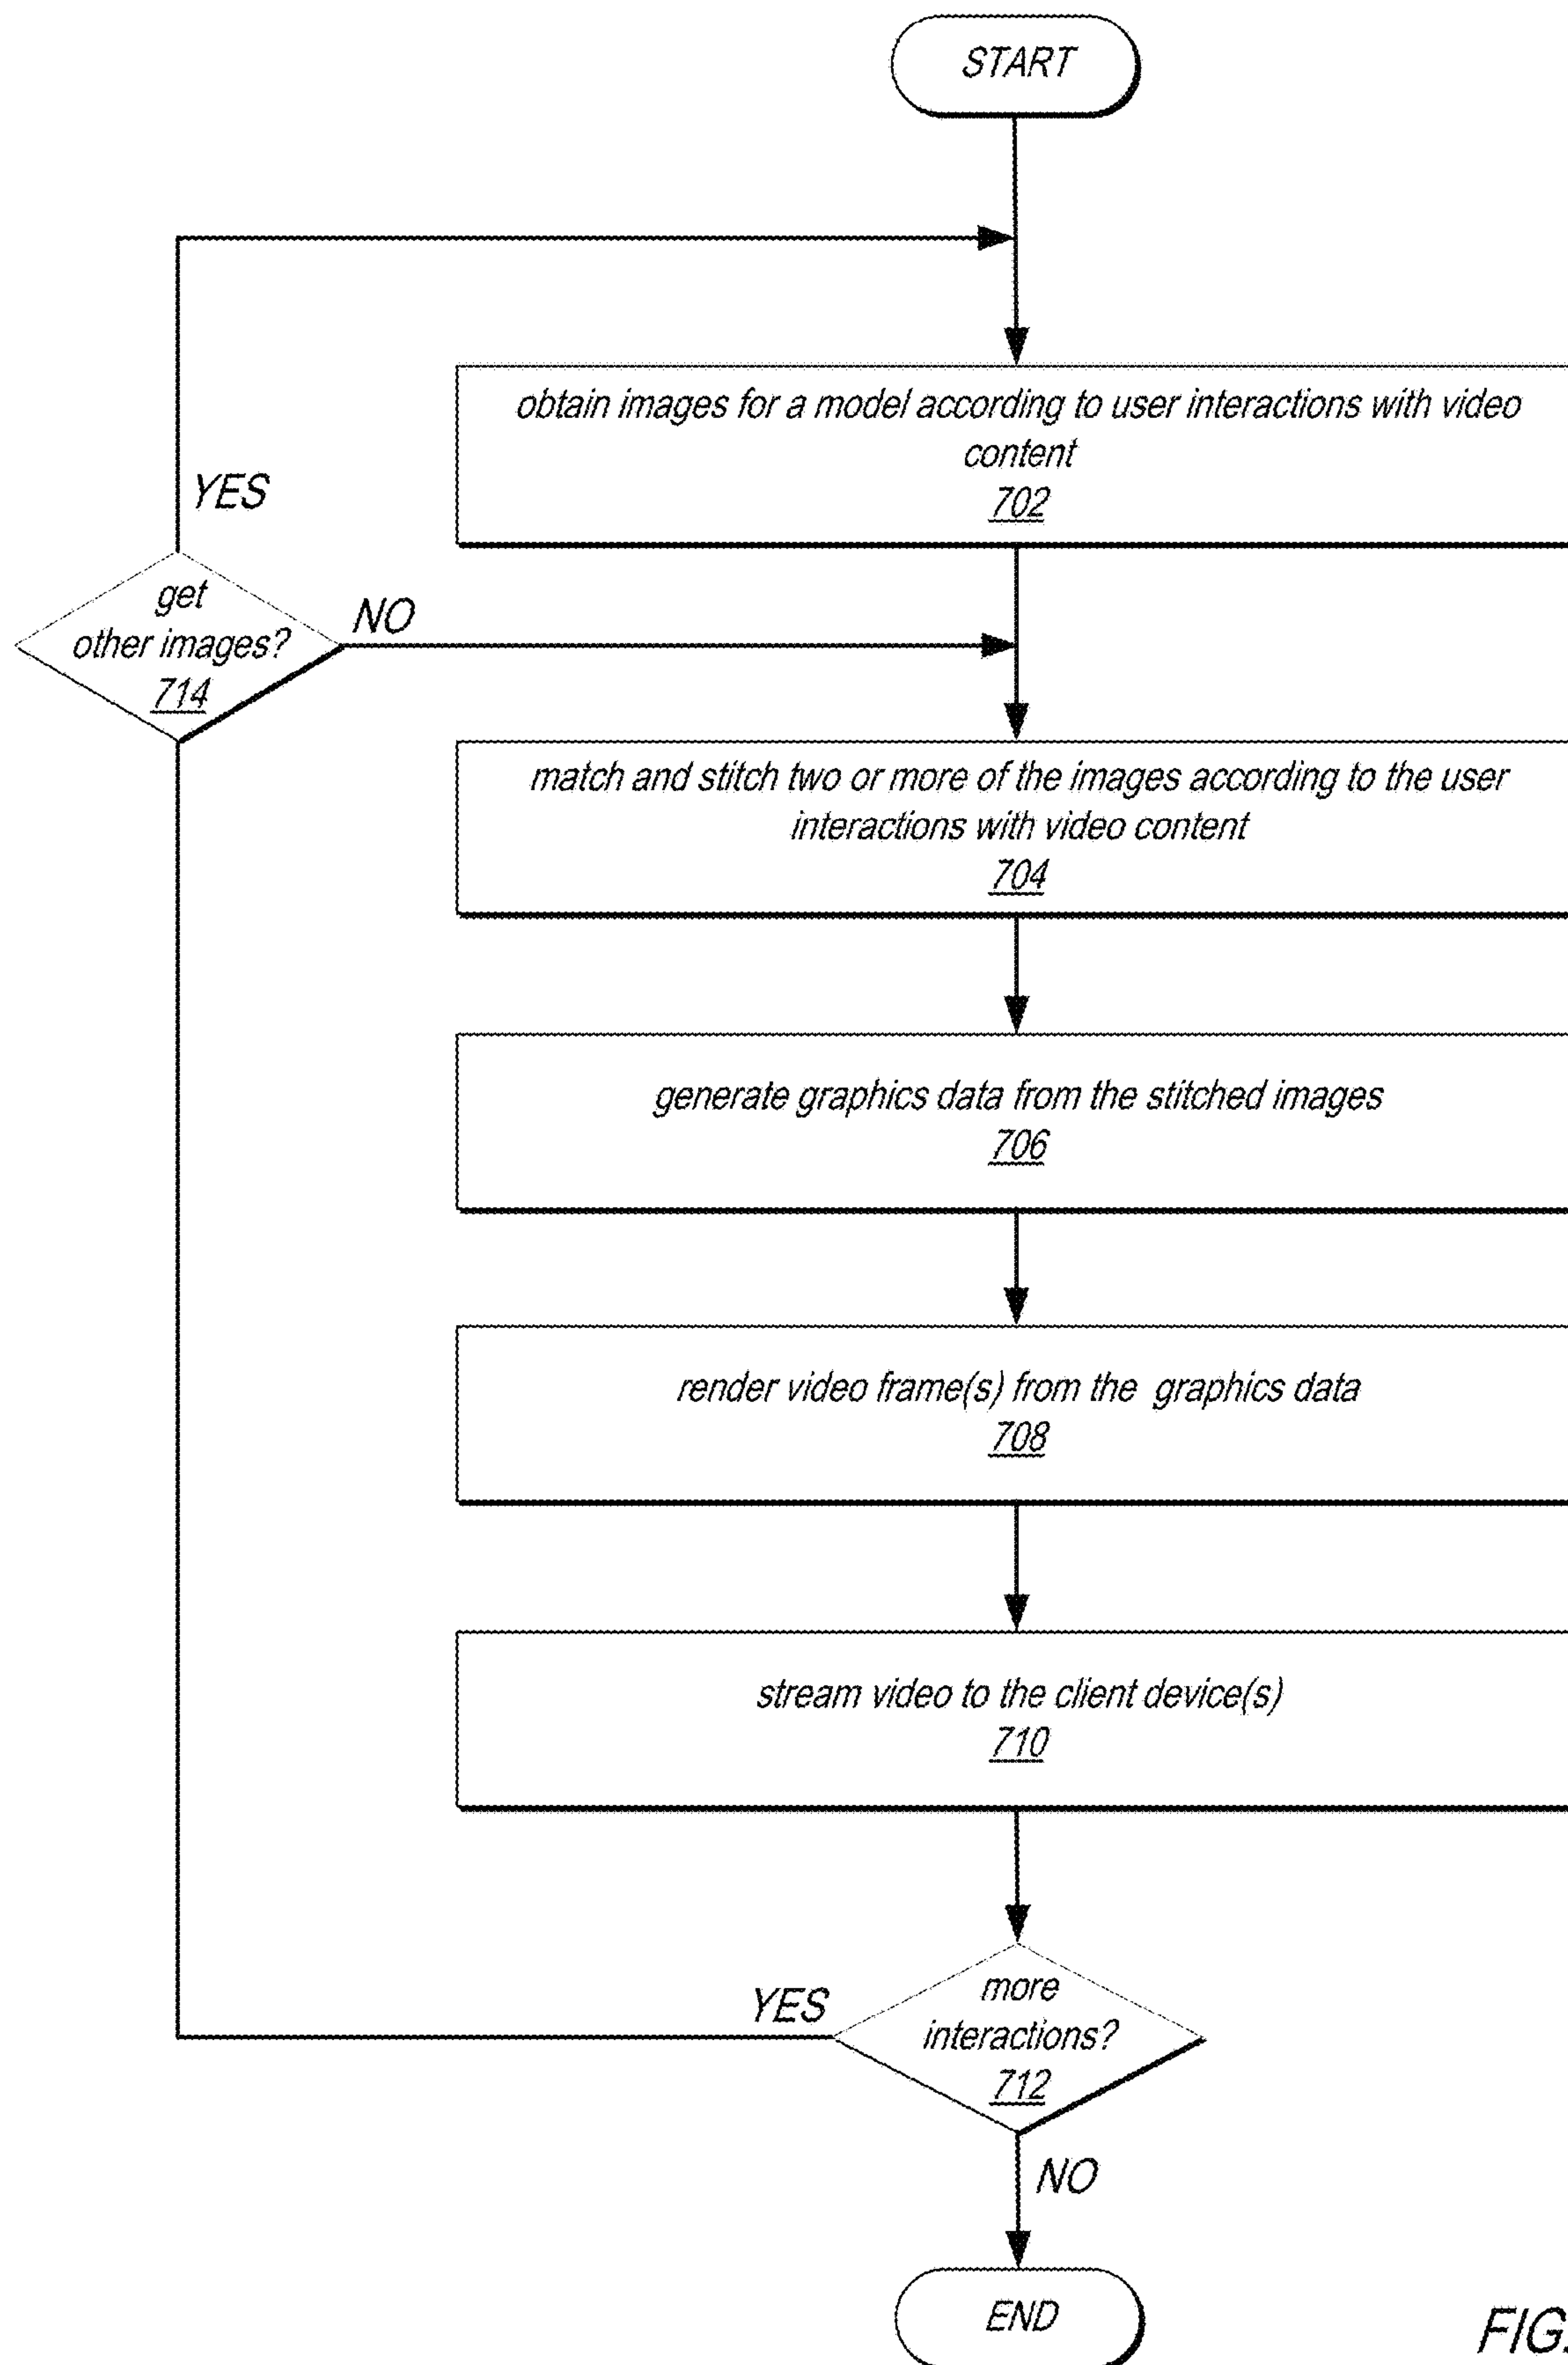 START
obtain images for a model according to user interactions with video
content
702
YES
get
other images?
714
NO
match and stitch two or more of the images according to the user
interactions with video content
704
generate graphics data from the stitched images
706
render video frame(s) from the graphics data
708
stream video to the client device(s)
710
YES
more
interactions?
712
NO
END
FIG.